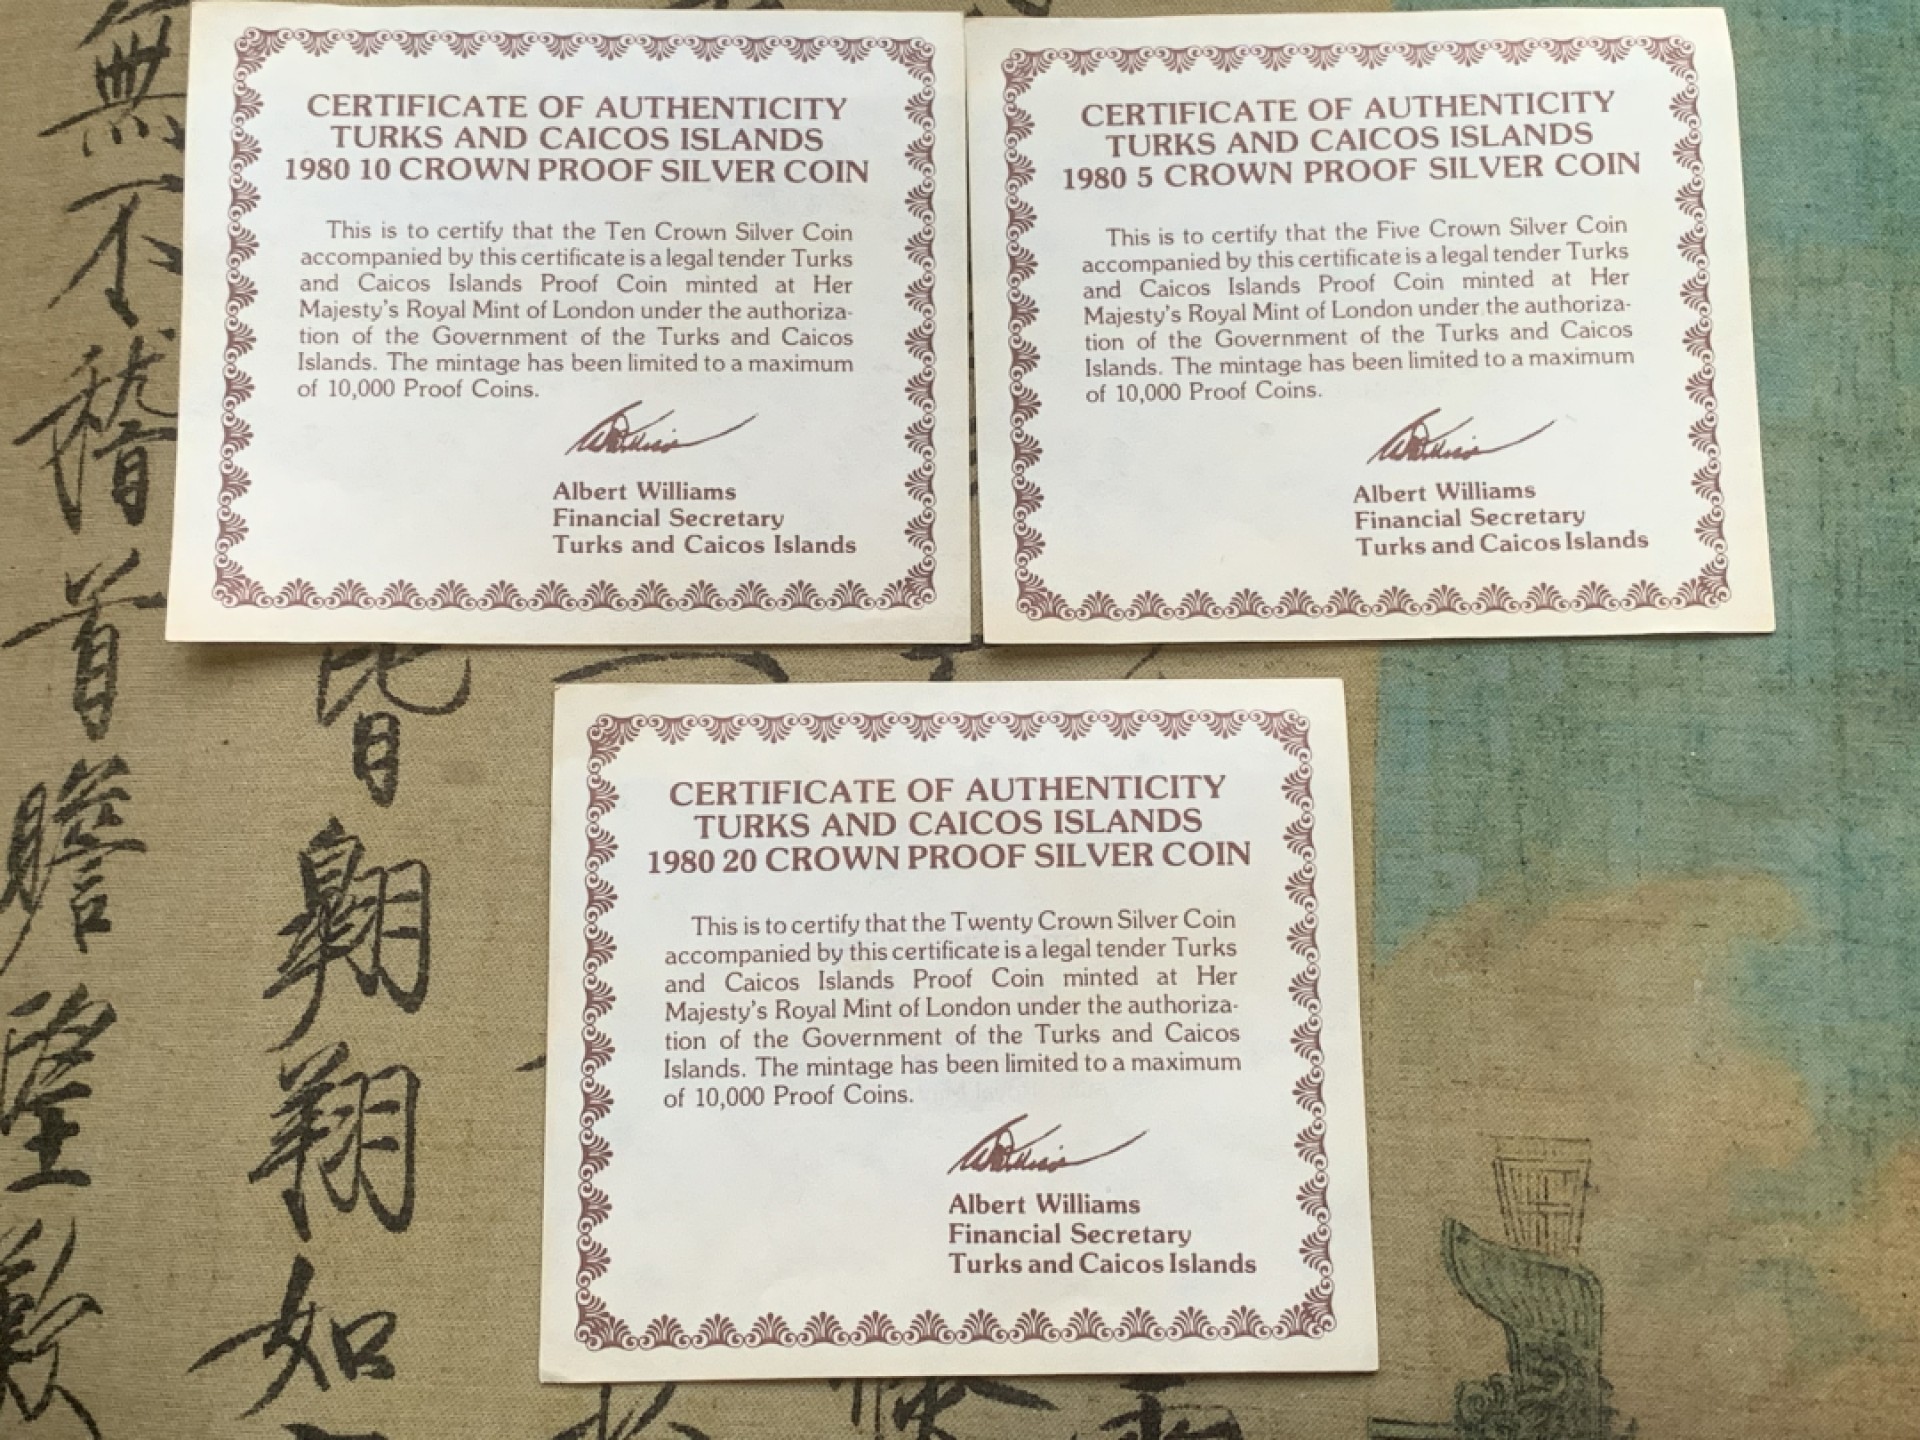 CERTIFICATE OF AUTHENTICITY
TURKS AND CAICOS ISLANDS
1980 10 CROWN PROOF SILVER COIN
This is to certify that the Ten Crown Silver Coin
accompanied by this certificate is a legal tender Turks
and Caicos Islands Proof Coin minted at Her
Majesty's Royal Mint of London under the authoriza-
tion of the Government of the Turks and Caicos
Islands. The mintage has been limited to a maximum
of 10,000 Proof Coins.
Albert Williams
Financial Secretary
Turks and Caicos Islands
CERTIFICATE OF AUTHENTICITY
TURKS AND CAICOS ISLANDS
1980 5 CROWN PROOF SILVER COIN
This is to certify that the Five Crown Silver Coin
accompanied by this certificate is a legal tender Turks
and Caicos Islands Proof Coin minted at Her
Majesty's Royal Mint of London under the authoriza-
tion of the Government of the Turks and Caicos
Islands. The mintage has been limited to a maximum
of 10,000 Proof Coins.
Albert Williams
Financial Secretary
Turks and Caicos Islands
CERTIFICATE OF AUTHENTICITY
TURKS AND CAICOS ISLANDS
1980 20 CROWN PROOF SILVER COIN
This is to certify that the Twenty Crown Silver Coin
accompanied by this certificate is a legal tender Turks
and Caicos Islands Proof Coin minted at Her
Majesty's Royal Mint of London under the authoriza-
tion of the Government of the Turks and Caicos
Islands. The mintage has been limited to a maximum
of 10,000 Proof Coins.
Albert Williams
Financial Secretary
Turks and Caicos Islands
皆翱翔如
無不稽首瞻望歎